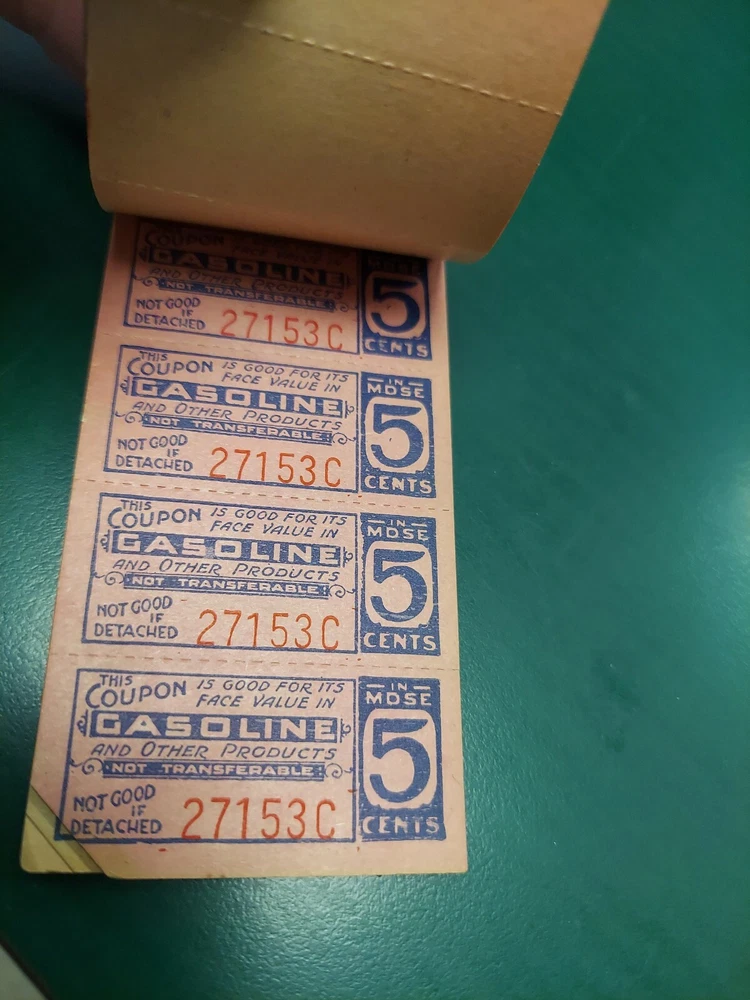 COUPON
GASOLINE
AND OTHER PRODUCTS
NOT TRANSFERABLE
NOT GOOD
IF
DETACHED
27153C
5
CENTS
THIS
COUPON IS GOOD FOR ITS
FACE VALUE IN
GASOLINE
AND OTHER PRODUCTS
NOT TRANSFERABLE
NOT GOOD
IF
DETACHED
27153C
IN
MDSE
5
CENTS
THIS
COUPON IS GOOD FOR ITS
FACE VALUE IN
GASOLINE
AND OTHER PRODUCTS
NOT TRANSFERABLE
NOT GOOD
IF
DETACHED
27153C
IN
MDSE
5
CENTS
THIS
COUPON IS GOOD FOR ITS
FACE VALUE IN
GASOLINE
AND OTHER PRODUCTS
NOT TRANSFERABLE
NOT GOOD
IF
DETACHED
27153C
IN
MDSE
5
CENTS